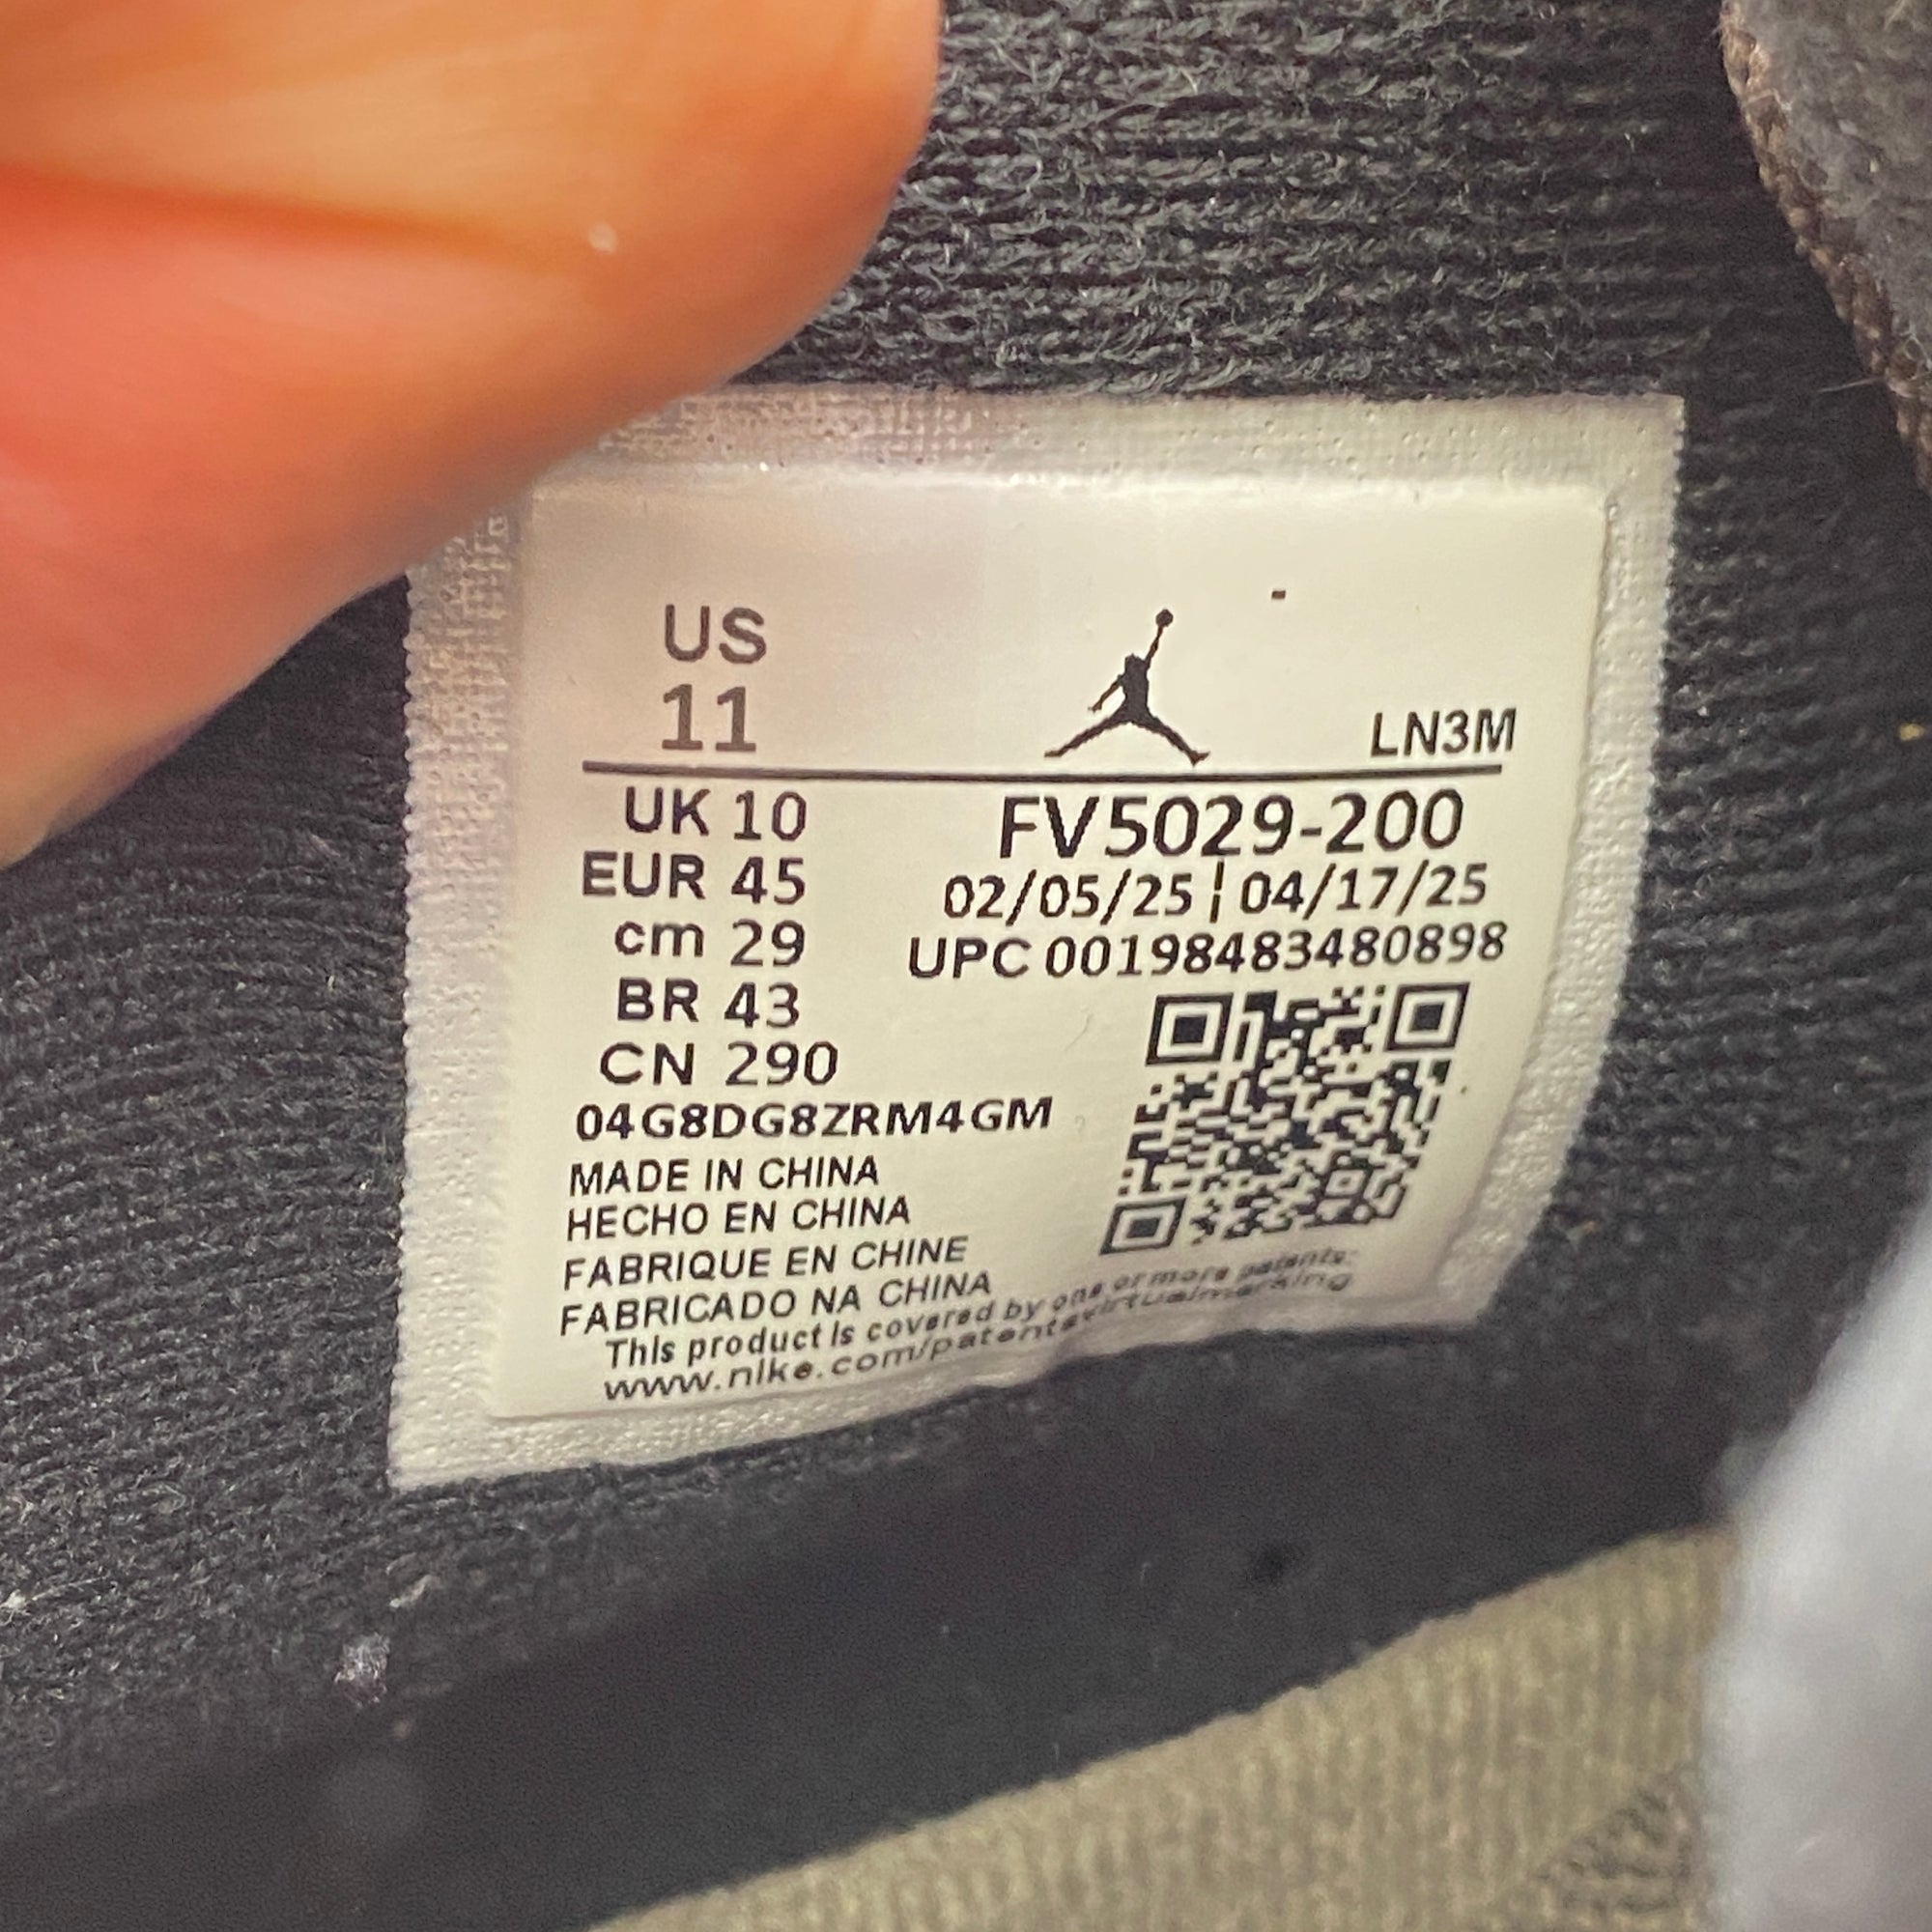 US
11
LN3M
UK 10
EUR 45
cm 29
BR 43
CN 290
FV5029-200
02/05/25 | 04/17/25
UPC 001984834808​98
04G8DG8ZRM4GM
MADE IN CHINA
HECHO EN CHINA
FABRIQUE EN CHINE
FABRICADO NA CHINA
This product is covered by one or more patents:
www.nike.com/patentsvirtualmarking